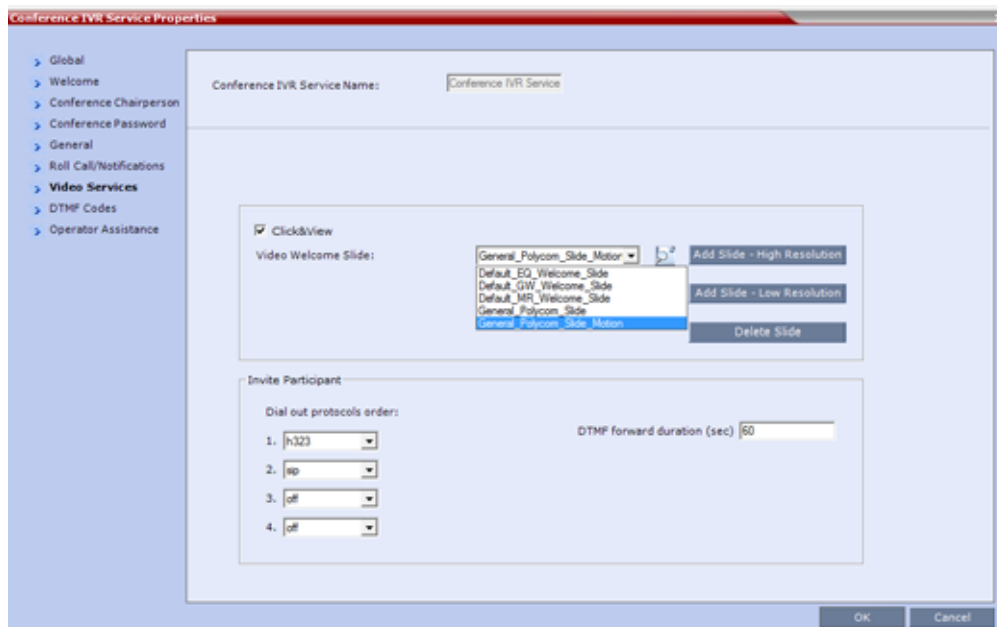 Conference IVR Service Properties
Global
Welcome
Conference Chairperson
Conference Password
General
Roll Call/Notifications
Video Services
DTMF Codes
Operator Assistance
Conference IVR Service Name: Conference IVR Service
Click&View
Video Welcome Slide: General_Polycom_Slide_Motion Add Slide - High Resolution
Default_EQ_Welcome_Slide
Default_GW_Welcome_Slide
Default_MR_Welcome_Slide Add Slide - Low Resolution
General_Polycom_Slide
General_Polycom_Slide_Motion
Delete Slide
Invite Participant
Dial out protocols order:
DTMF forward duration (sec) 60
1. h323
2. sip
3. off
4. off
OK Cancel